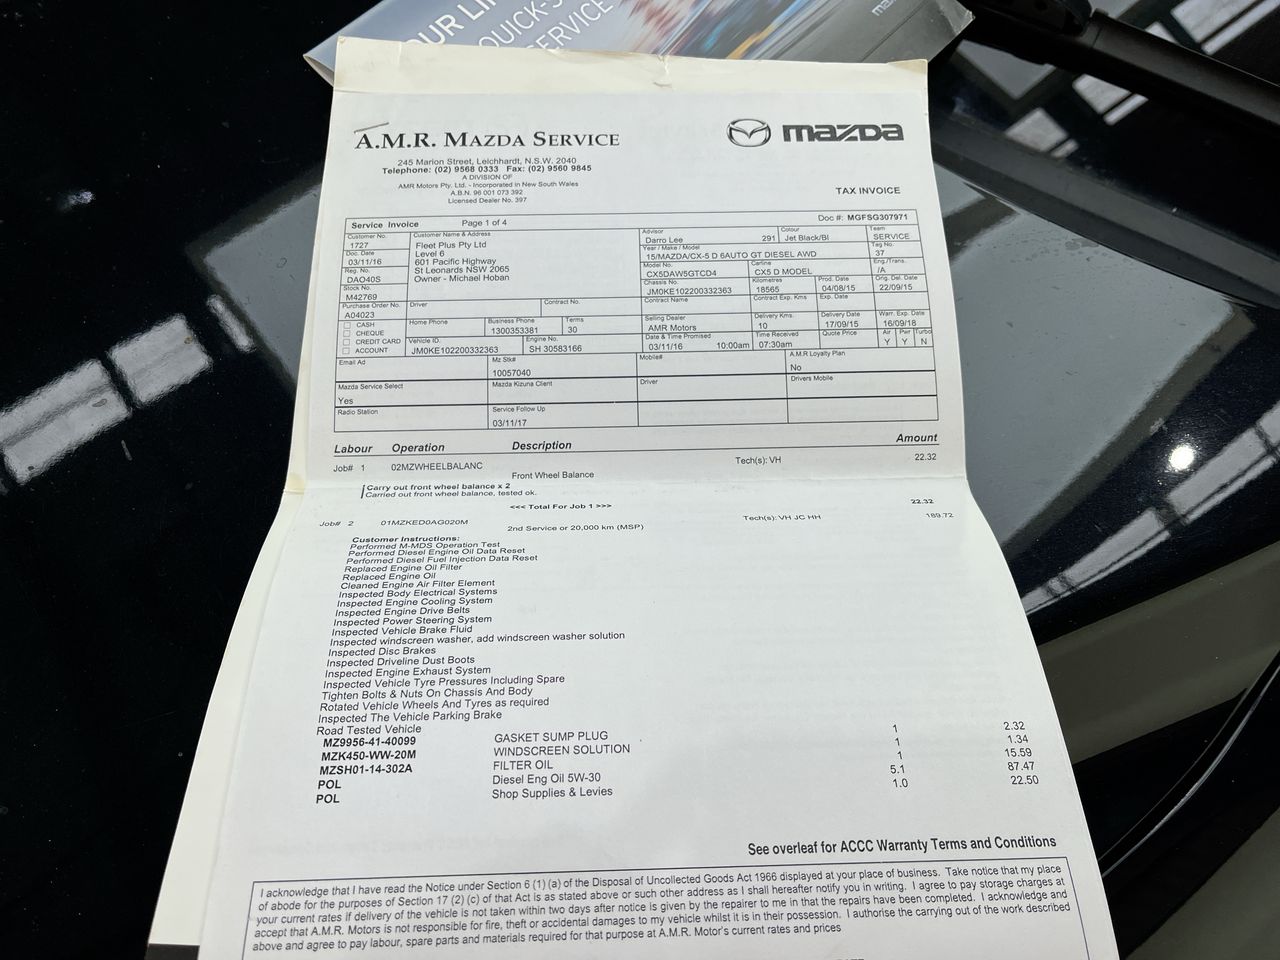 OUR LI
QUICK-S
SERVICE
A.M.R. MAZDA SERVICE
mazda
245 Marion Street, Leichhardt, N.S.W. 2040
Telephone: (02) 9568 0333 Fax: (02) 9560 9845
A DIVISION OF
AMR Motors Pty. Ltd. - Incorporated in New South Wales
A.B.N. 96 001 073 392
Licensed Dealer No. 397
TAX INVOICE
Service Invoice Page 1 of 4 Doc #: MGFSG307971
Customer No. Customer Name & Address Advisor Colour Team
1727 Fleet Plus Pty Ltd Darro Lee 291 Jet Black/Bl SERVICE
Doc. Date Level 6 Year / Make / Model Tag No.
03/11/16 601 Pacific Highway 15/MAZDA/CX-5 D 6AUTO GT DIESEL AWD 37
Reg. No. St Leonards NSW 2065 Model No. Carline Eng./Trans.
DAO40S Owner - Michael Hoban CX5DAW5GTCD4 CX5 D MODEL /A
Stock No. Chassis No. Kilometres Prod. Date Orig. Del. Date
M42769 JM0KE102200332363 18565 04/08/15 22/09/15
Purchase Order No. Driver Contract No. Contract Name Contract Exp. Kms Exp. Date
A04023
CASH Home Phone Business Phone Terms Selling Dealer Delivery Kms. Delivery Date Warr. Exp. Date
CHEQUE 1300353381 30 AMR Motors 10 17/09/15 16/09/18
CREDIT CARD Vehicle ID. Engine No. Date & Time Promised Time Received Quote Price Air Pwr Turbo
ACCOUNT JM0KE102200332363 SH 30583166 03/11/16 10:00am 07:30am Y Y N
Email Ad Mz Stk# Mobile# A.M.R Loyalty Plan
10057040 No
Mazda Service Select Mazda Kizuna Client Driver Drivers Mobile
Yes
Radio Station Service Follow Up
03/11/17
Labour Operation Description Amount
Job# 1 02MZWHEELBALANC Tech(s): VH 22.32
Front Wheel Balance
Carry out front wheel balance x 2
Carried out front wheel balance, tested ok.
<<< Total For Job 1 >>> 22.32
Job# 2 01MZKED0AG020M Tech(s): VH JC HH 189.72
2nd Service or 20,000 km (MSP)
Customer Instructions:
Performed M-MDS Operation Test
Performed Diesel Engine Oil Data Reset
Performed Diesel Fuel Injection Data Reset
Replaced Engine Oil Filter
Replaced Engine Oil
Cleaned Engine Air Filter Element
Inspected Body Electrical Systems
Inspected Engine Cooling System
Inspected Engine Drive Belts
Inspected Power Steering System
Inspected Vehicle Brake Fluid
Inspected windscreen washer, add windscreen washer solution
Inspected Disc Brakes
Inspected Driveline Dust Boots
Inspected Engine Exhaust System
Inspected Vehicle Tyre Pressures Including Spare
Tighten Bolts & Nuts On Chassis And Body
Rotated Vehicle Wheels And Tyres as required
Inspected The Vehicle Parking Brake
Road Tested Vehicle
MZ9956-41-40099 GASKET SUMP PLUG 1 2.32
MZK450-WW-20M WINDSCREEN SOLUTION 1 1.34
MZSH01-14-302A FILTER OIL 1 15.59
POL Diesel Eng Oil 5W-30 5.1 87.47
POL Shop Supplies & Levies 1.0 22.50
See overleaf for ACCC Warranty Terms and Conditions
I acknowledge that I have read the Notice under Section 6 (1) (a) of the Disposal of Uncollected Goods Act 1966 displayed at your place of business. Take notice that my place
of abode for the purposes of Section 17 (2) (c) of that Act is as stated above or such other address as I shall hereafter notify you in writing. I agree to pay storage charges at
your current rates if delivery of the vehicle is not taken within two days after notice is given by the repairer to me in that the repairs have been completed. I acknowledge and
accept that A.M.R. Motors is not responsible for fire, theft or accidental damages to my vehicle whilst it is in their possession. I authorise the carrying out of the work described
above and agree to pay labour, spare parts and materials required for that purpose at A.M.R. Motor's current rates and prices